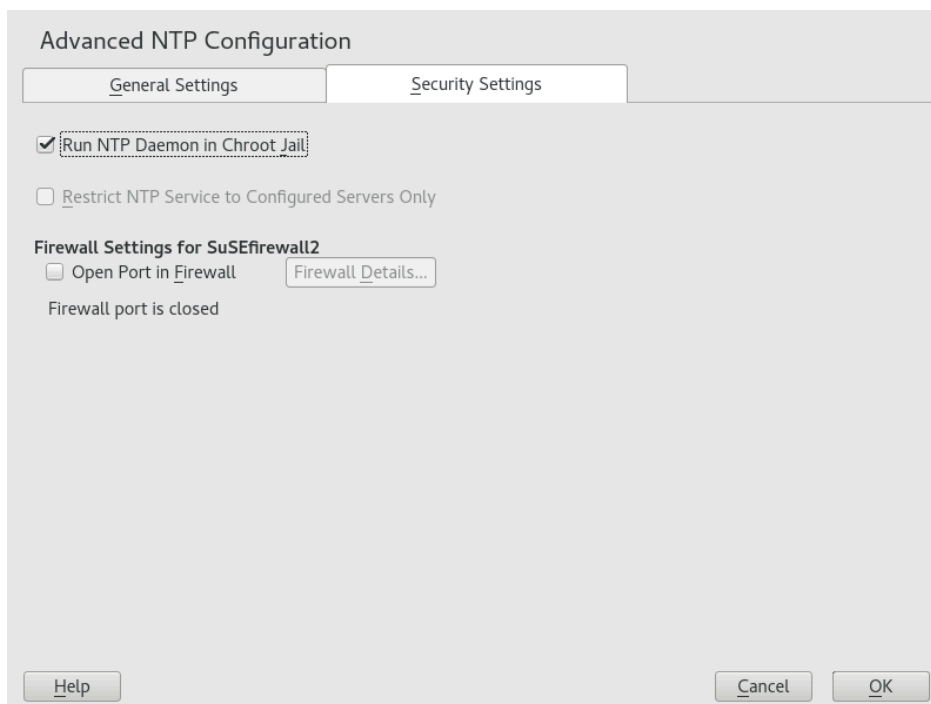 Advanced NTP Configuration
General Settings
Security Settings
Run NTP Daemon in Chroot Jail
Restrict NTP Service to Configured Servers Only
Firewall Settings for SuSEfirewall2
Open Port in Firewall
Firewall Details...
Firewall port is closed
Help
Cancel
OK